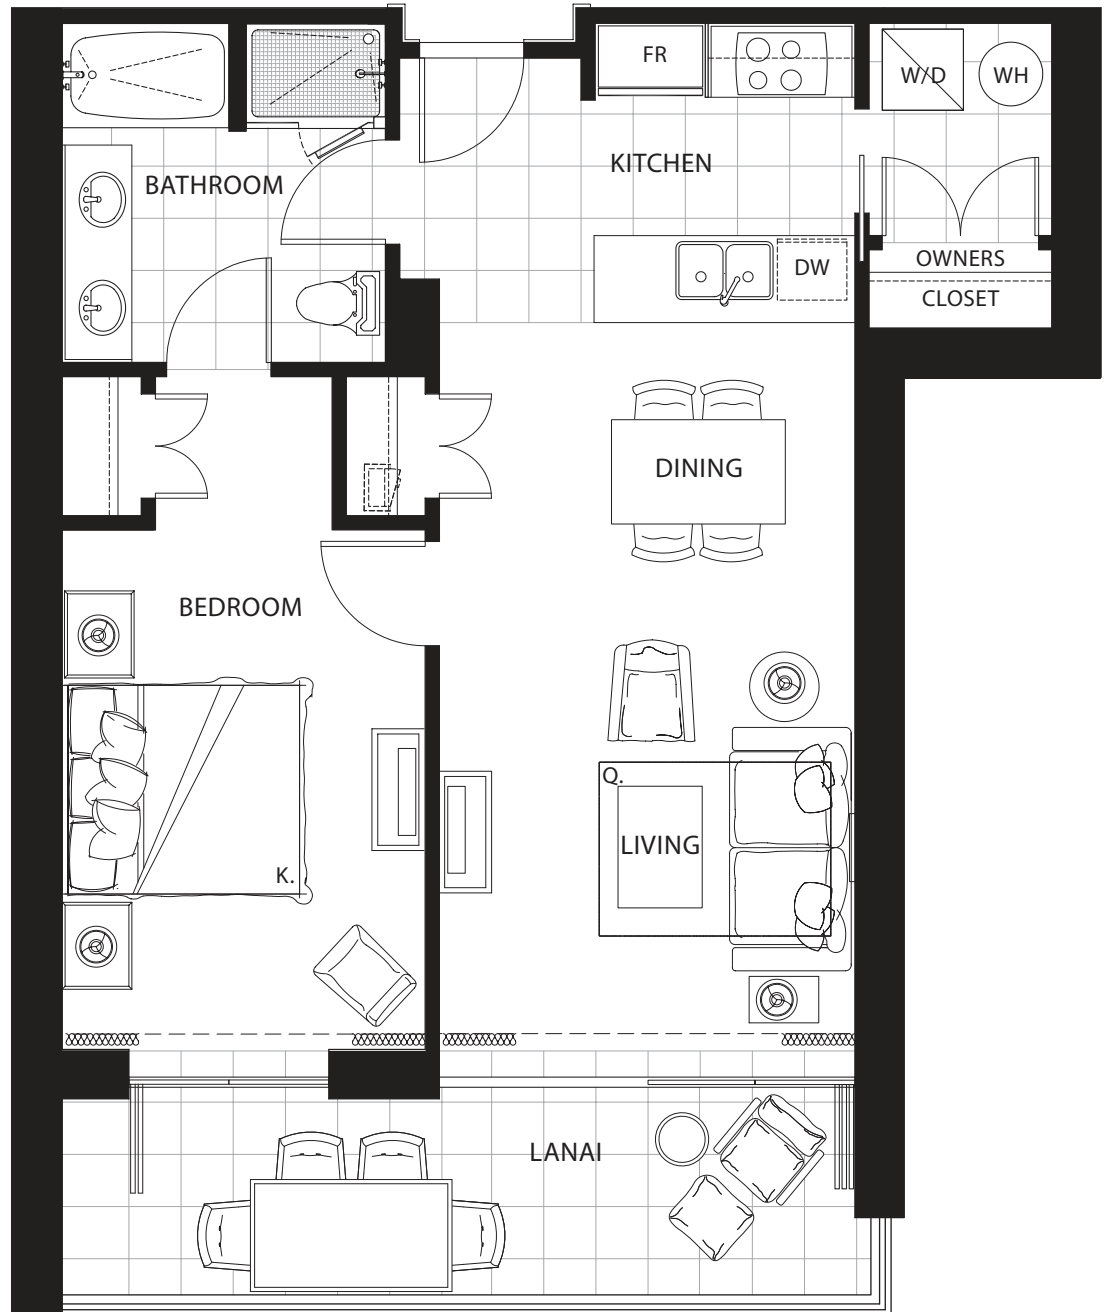 FR
W/D
WH
KITCHEN
BATHROOM
OWNERS
CLOSET
DW
DINING
BEDROOM
Q.
LIVING
K.
LANAI